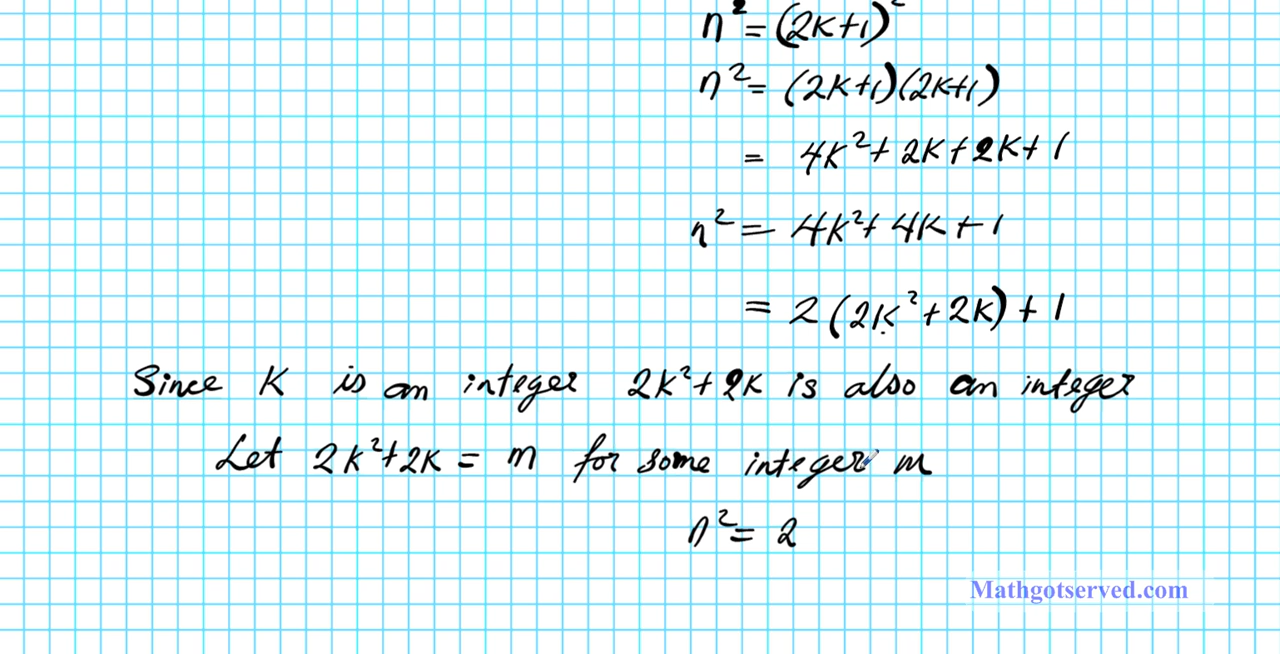 n² = (2K+1)²
n² = (2K+1)(2K+1)
= 4K² + 2K + 2K + 1
n² = 4K² + 4K + 1
= 2(2K² + 2K) + 1
Since K is an integer 2K² + 2K is also an integer
Let 2K² + 2K = m for some integer m
n² = 2
Mathgotserved.com